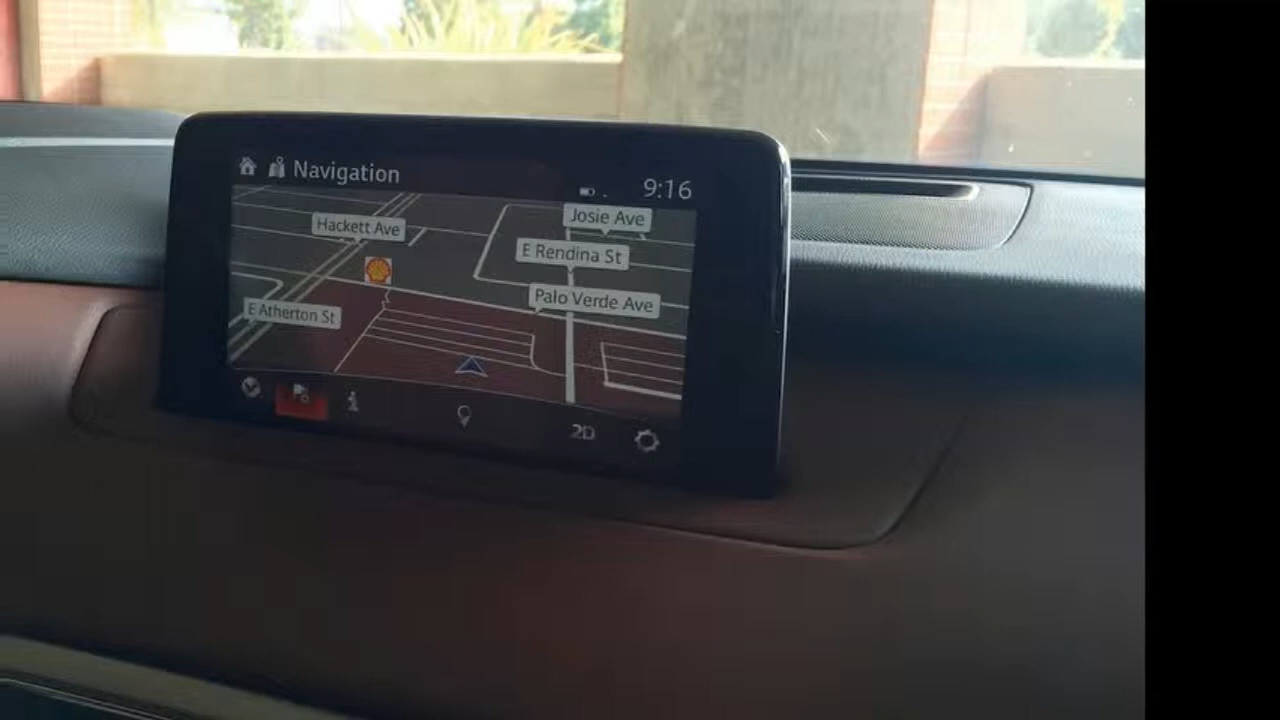 Navigation
9:16
Hackett Ave
Josie Ave
E Rendina St
Palo Verde Ave
E Atherton St
2D